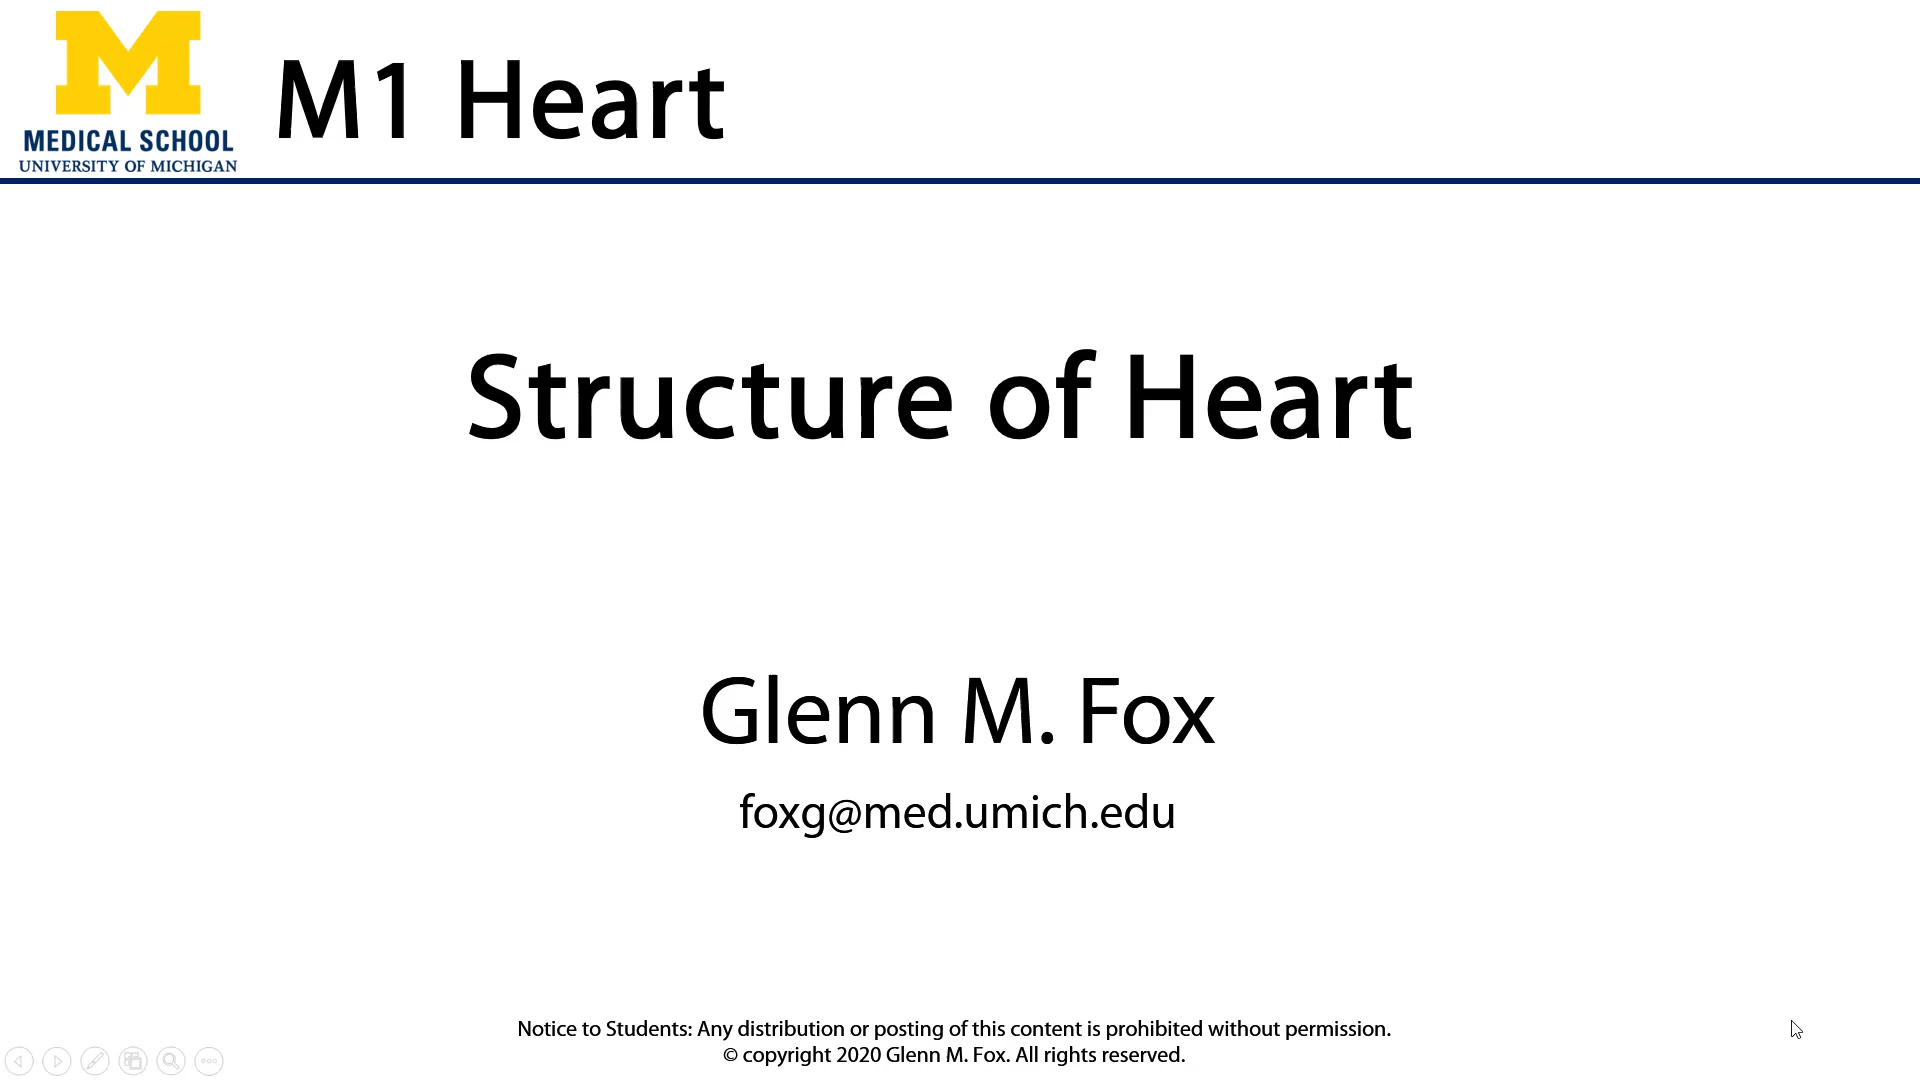 M
MEDICAL SCHOOL
UNIVERSITY OF MICHIGAN
M1 Heart
Structure of Heart
Glenn M. Fox
foxg@med.umich.edu
Notice to Students: Any distribution or posting of this content is prohibited without permission.
© copyright 2020 Glenn M. Fox. All rights reserved.